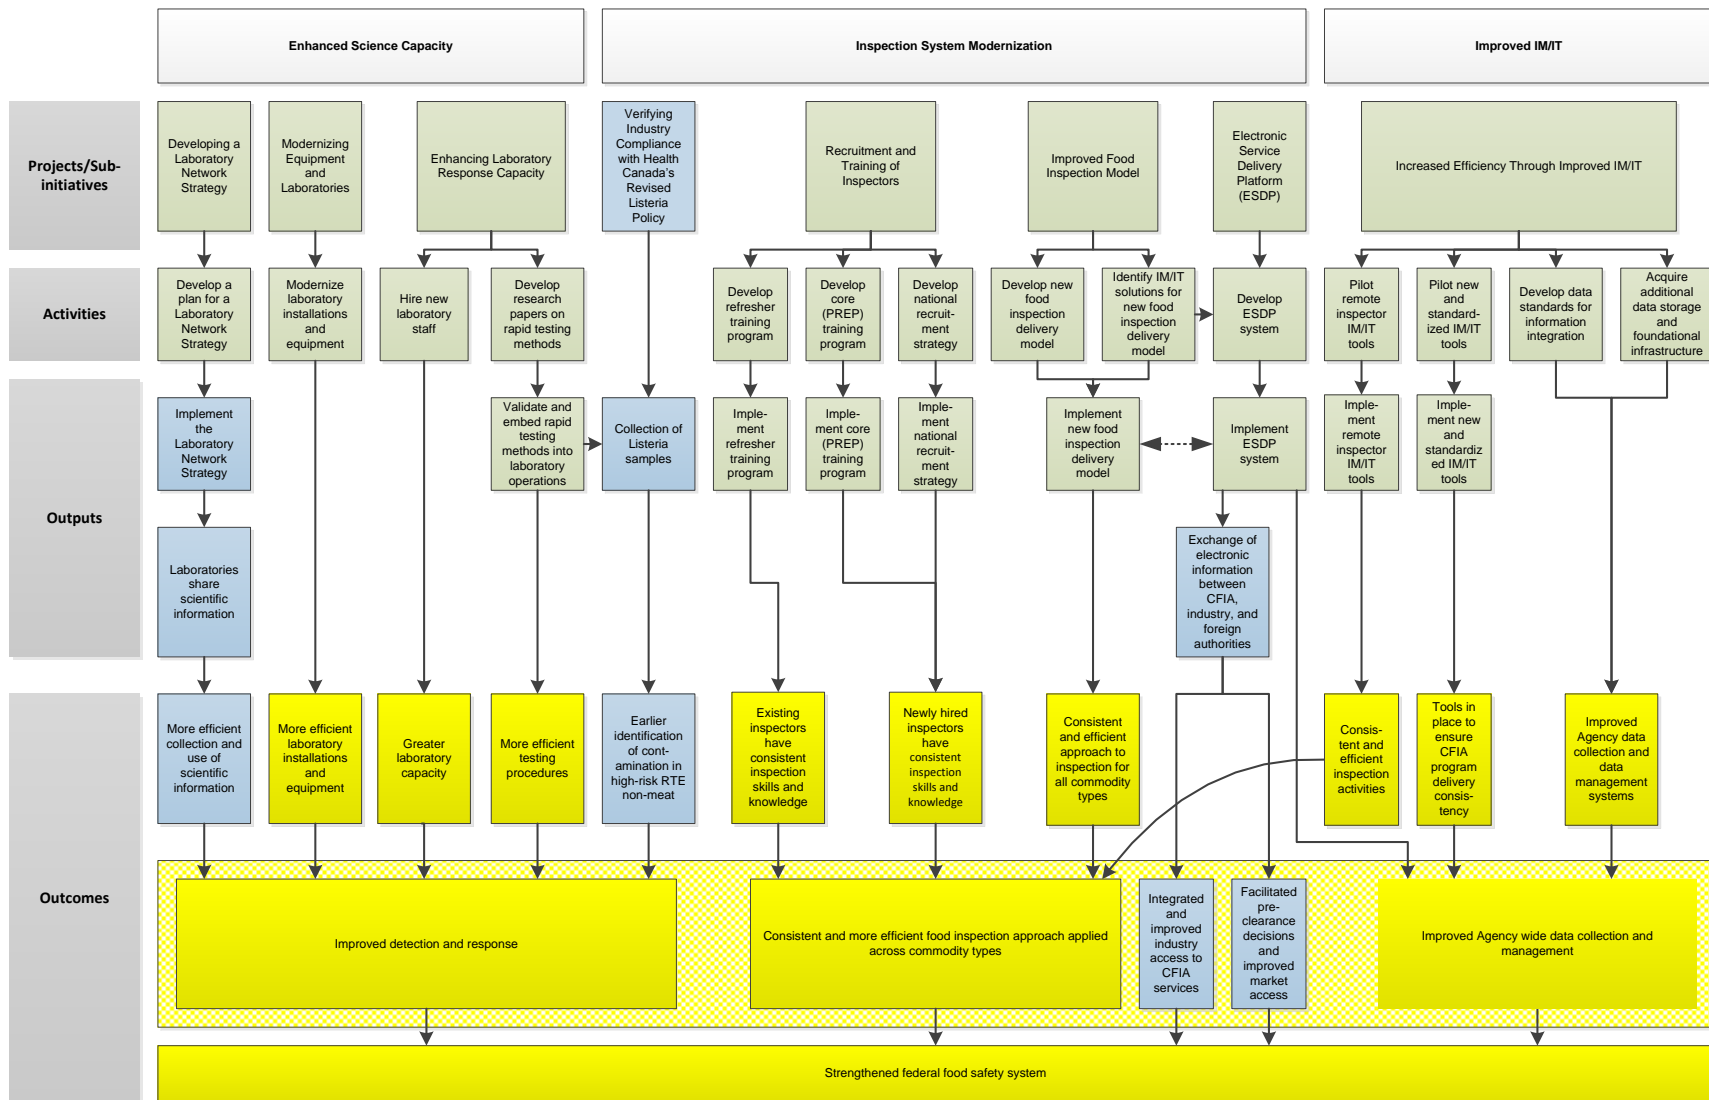 Enhanced Science Capacity
Inspection System Modernization
Improved IM/IT
Projects/Sub-
initiatives
Developing a
Laboratory
Network
Strategy
Modernizing
Equipment
and
Laboratories
Enhancing Laboratory
Response Capacity
Verifying
Industry
Compliance
with Health
Canada's
Revised
Listeria
Policy
Recruitment and
Training of
Inspectors
Improved Food
Inspection Model
Electronic
Service
Delivery
Platform
(ESDP)
Increased Efficiency Through Improved IM/IT
Activities
Develop a
plan for a
Laboratory
Network
Strategy
Modernize
laboratory
installations
and
equipment
Hire new
laboratory
staff
Develop
research
papers on
rapid testing
methods
Develop
refresher
training
program
Develop
core
(PREP)
training
program
Develop
national
recruit-
ment
strategy
Develop new
food
inspection
delivery
model
Identify IM/IT
solutions for
new food
inspection
delivery model
Develop
ESDP
system
Pilot
remote
inspector
IM/IT
tools
Pilot new
and
standard-
ized IM/IT
tools
Develop data
standards for
information
integration
Acquire
additional
data storage
and
foundational
infrastructure
Outputs
Implement
the
Laboratory
Network
Strategy
Validate and
embed rapid
testing
methods into
laboratory
operations
Collection of
Listeria
samples
Imple-
ment
refresher
training
program
Imple-
ment core
(PREP)
training
program
Implement
national
recruit-
ment
strategy
Implement
new food
inspection
delivery
model
Implement
ESDP
system
Imple-
ment
remote
inspector
IM/IT
tools
Imple-
ment new
and
standardiz
ed IM/IT
tools
Laboratories
share
scientific
information
Exchange of
electronic
information
between
CFIA,
industry, and
foreign
authorities
Outcomes
More efficient
collection and
use of
scientific
information
More efficient
laboratory
installations
and
equipment
Greater
laboratory
capacity
More efficient
testing
procedures
Earlier
identification
of cont-
amination in
high-risk RTE
non-meat
Existing
inspectors
have
consistent
inspection
skills and
knowledge
Newly hired
inspectors
have
consistent
inspection
skills and
knowledge
Consistent
and efficient
approach to
inspection for
all commodity
types
Consis-
tent and
efficient
inspection
activities
Tools in
place to
ensure
CFIA
program
delivery
consis-
tency
Improved
Agency data
collection and
data
management
systems
Improved detection and response
Consistent and more efficient food inspection approach applied
across commodity types
Integrated
and
improved
industry
access to
CFIA
services
Facilitated
pre-
clearance
decisions
and
improved
market
access
Improved Agency wide data collection and
management
Strengthened federal food safety system